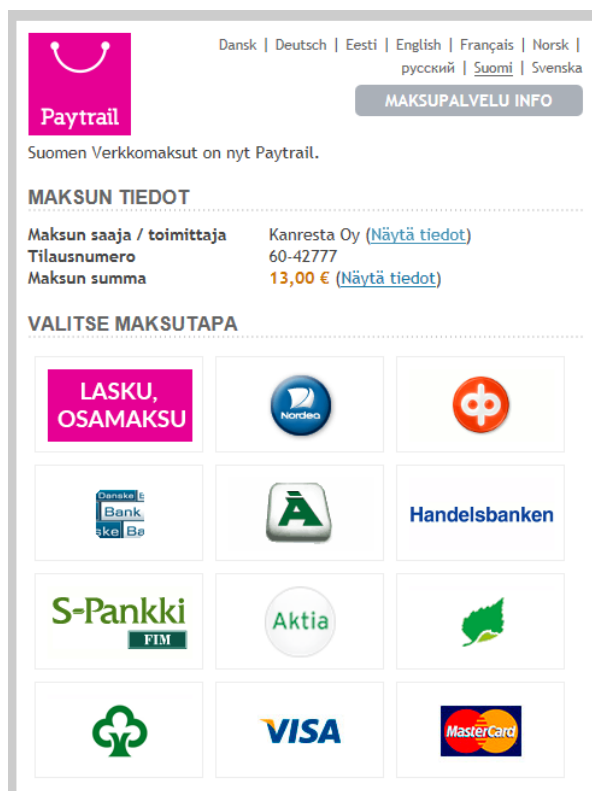 Paytrail
Dansk | Deutsch | Eesti | English | Français | Norsk |
русский | Suomi | Svenska
MAKSUPALVELU INFO
Suomen Verkkomaksut on nyt Paytrail.
MAKSUN TIEDOT
Maksun saaja / toimittaja Kanresta Oy (Näytä tiedot)
Tilausnumero 60-42777
Maksun summa 13,00 € (Näytä tiedot)
VALITSE MAKSUTAPA
LASKU,
OSAMAKSU
Nordea
Danske B
Bank
ske Ba
Handelsbanken
S-Pankki
FIM
Aktia
VISA
MasterCard